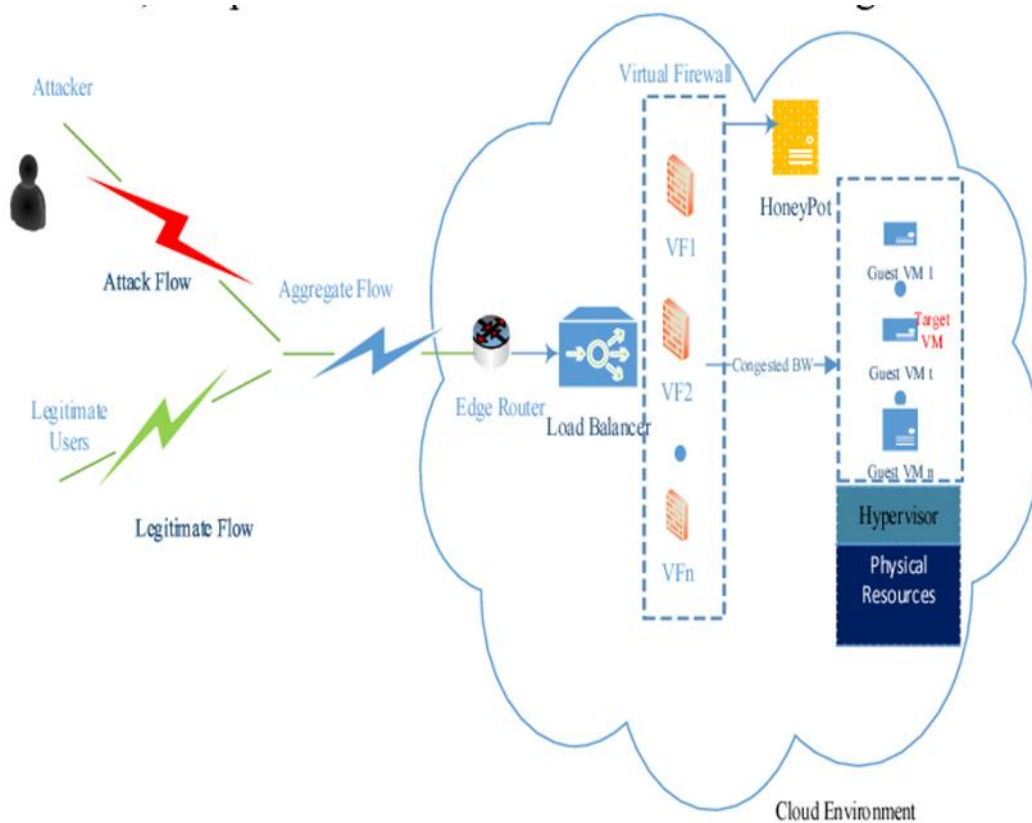 Attacker
Attack Flow
Aggregate Flow
Legitimate
Users
Legitimate Flow
Edge Router
Load Balancer
Virtual Firewall
VF1
VF2
VFn
HoneyPot
Congested BW
Guest VM 1
Target
VM
Guest VM t
Guest VM n
Hypervisor
Physical
Resources
Cloud Environment